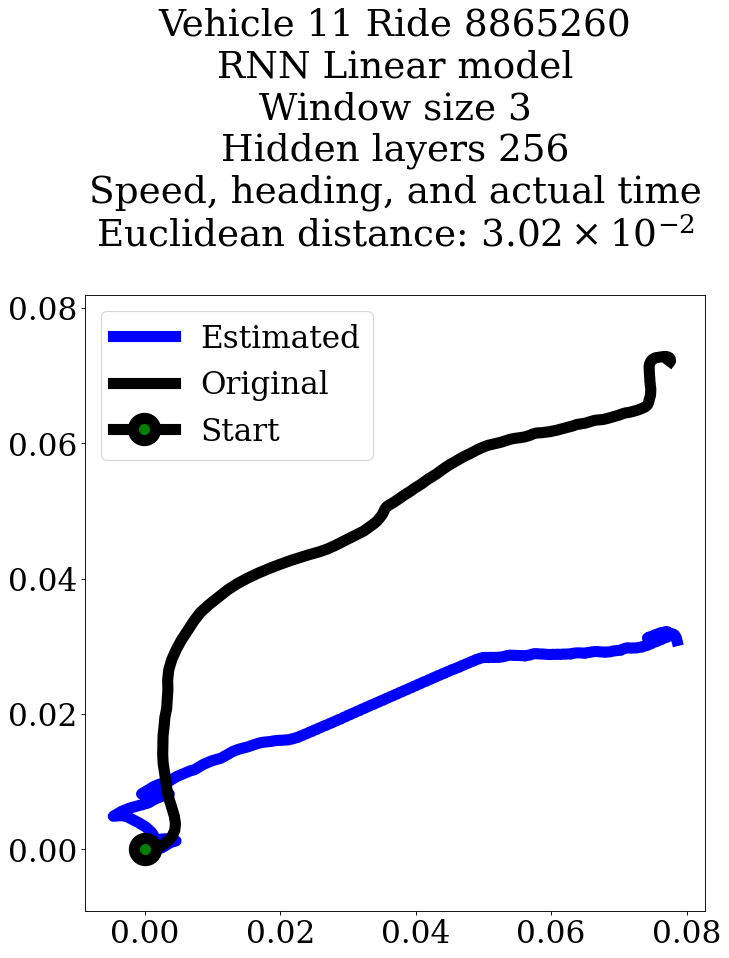 Vehicle 11 Ride 8865260
RNN Linear model
Window size 3
Hidden layers 256
Speed, heading, and actual time
Euclidean distance: 3.02 × 10⁻²
0.08
0.06
0.04
0.02
0.00
Estimated
Original
Start
0.00 0.02 0.04 0.06 0.08